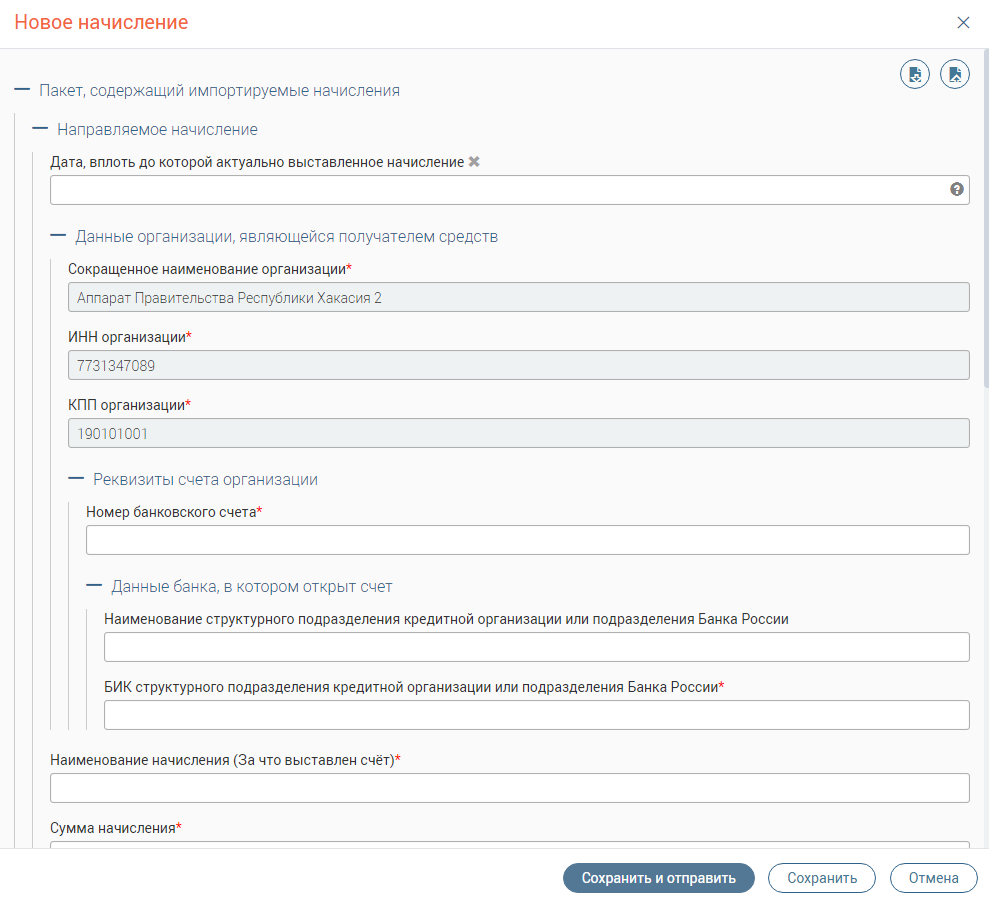 Новое начисление
Пакет, содержащий импортируемые начисления
Направляемое начисление
Дата, вплоть до которой актуально выставленное начисление
Данные организации, являющейся получателем средств
Сокращенное наименование организации*
Аппарат Правительства Республики Хакасия 2
ИНН организации*
7731347089
КПП организации*
190101001
Реквизиты счета организации
Номер банковского счета*
Данные банка, в котором открыт счет
Наименование структурного подразделения кредитной организации или подразделения Банка России
БИК структурного подразделения кредитной организации или подразделения Банка России*
Наименование начисления (За что выставлен счёт)*
Сумма начисления*
Сохранить и отправить Сохранить Отмена